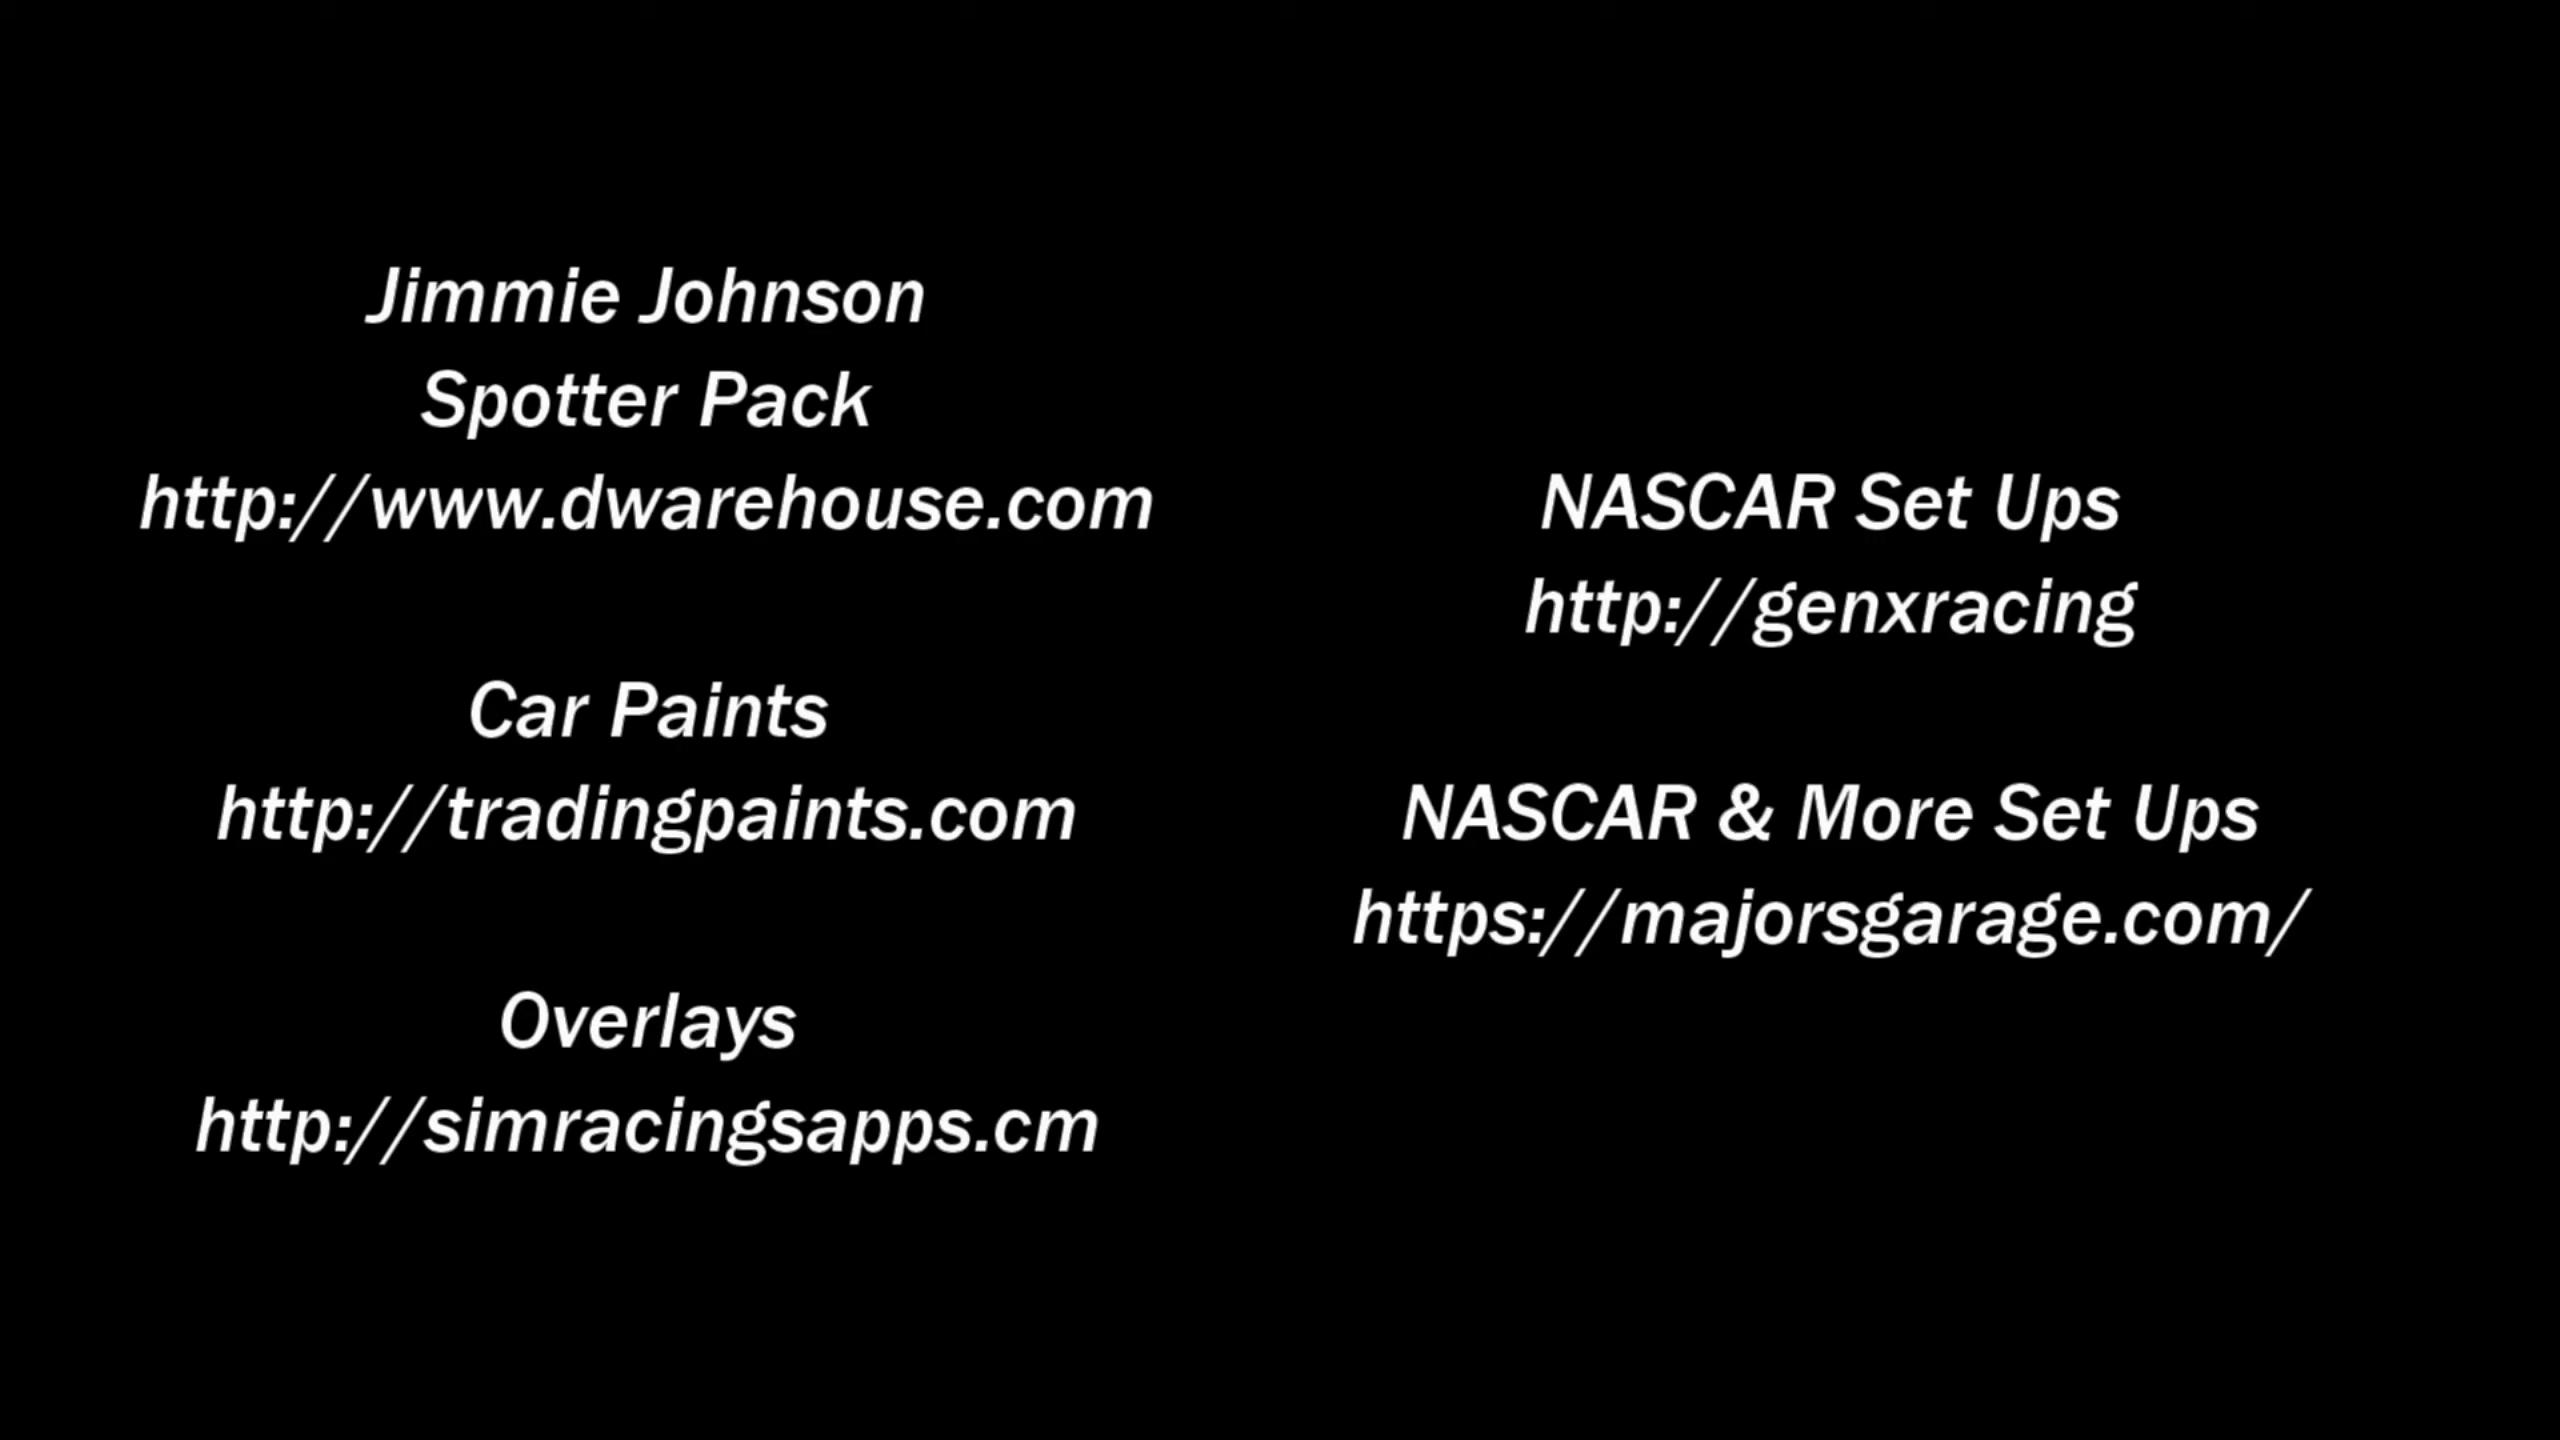 Jimmie Johnson
Spotter Pack
http://www.dwarehouse.com
Car Paints
http://tradingpaints.com
Overlays
http://simracingsapps.cm
NASCAR Set Ups
http://genxracing
NASCAR & More Set Ups
https://majorsgarage.com/